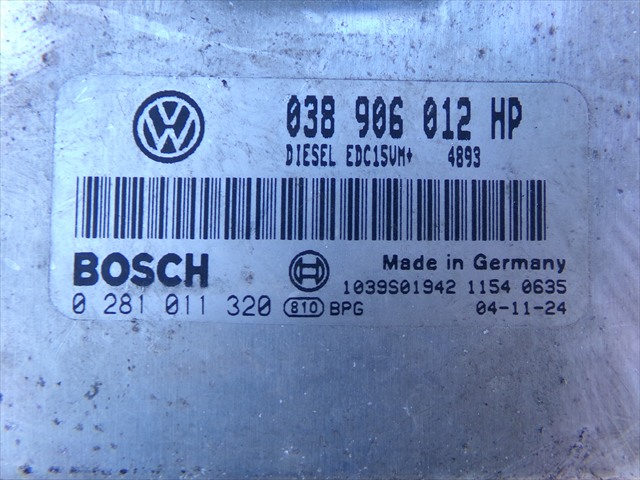 038 906 012 HP
DIESEL EDC15VM+ 4893
BOSCH
Made in Germany
1039S01942 1154 0635
0 281 011 320 810 BPG 04-11-24